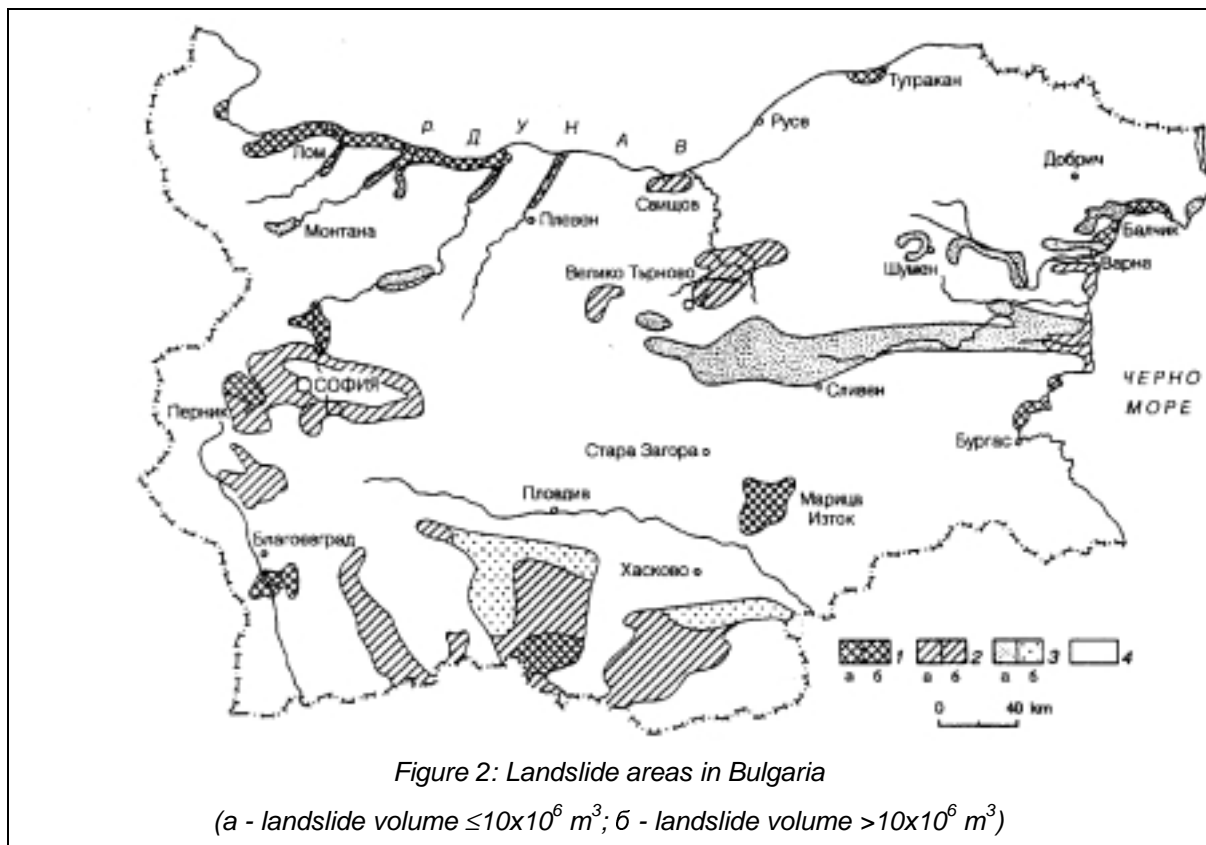 Тутракан
Русе
р. Д У Н А В
Лом
Добрич
Свищов
Плевен
Монтана
Балчик
Шумен
Варна
Велико Търново
СОФИЯ
Сливен
ЧЕРНО
МОРЕ
Перник
Бургас
Стара Загора
Пловдив
Марица
Изток
Благоевград
Хасково
1 2 3 4
а б а б а б
0 40 km
Figure 2: Landslide areas in Bulgaria
(a - landslide volume ≤10x10⁶ m³; б - landslide volume >10x10⁶ m³)